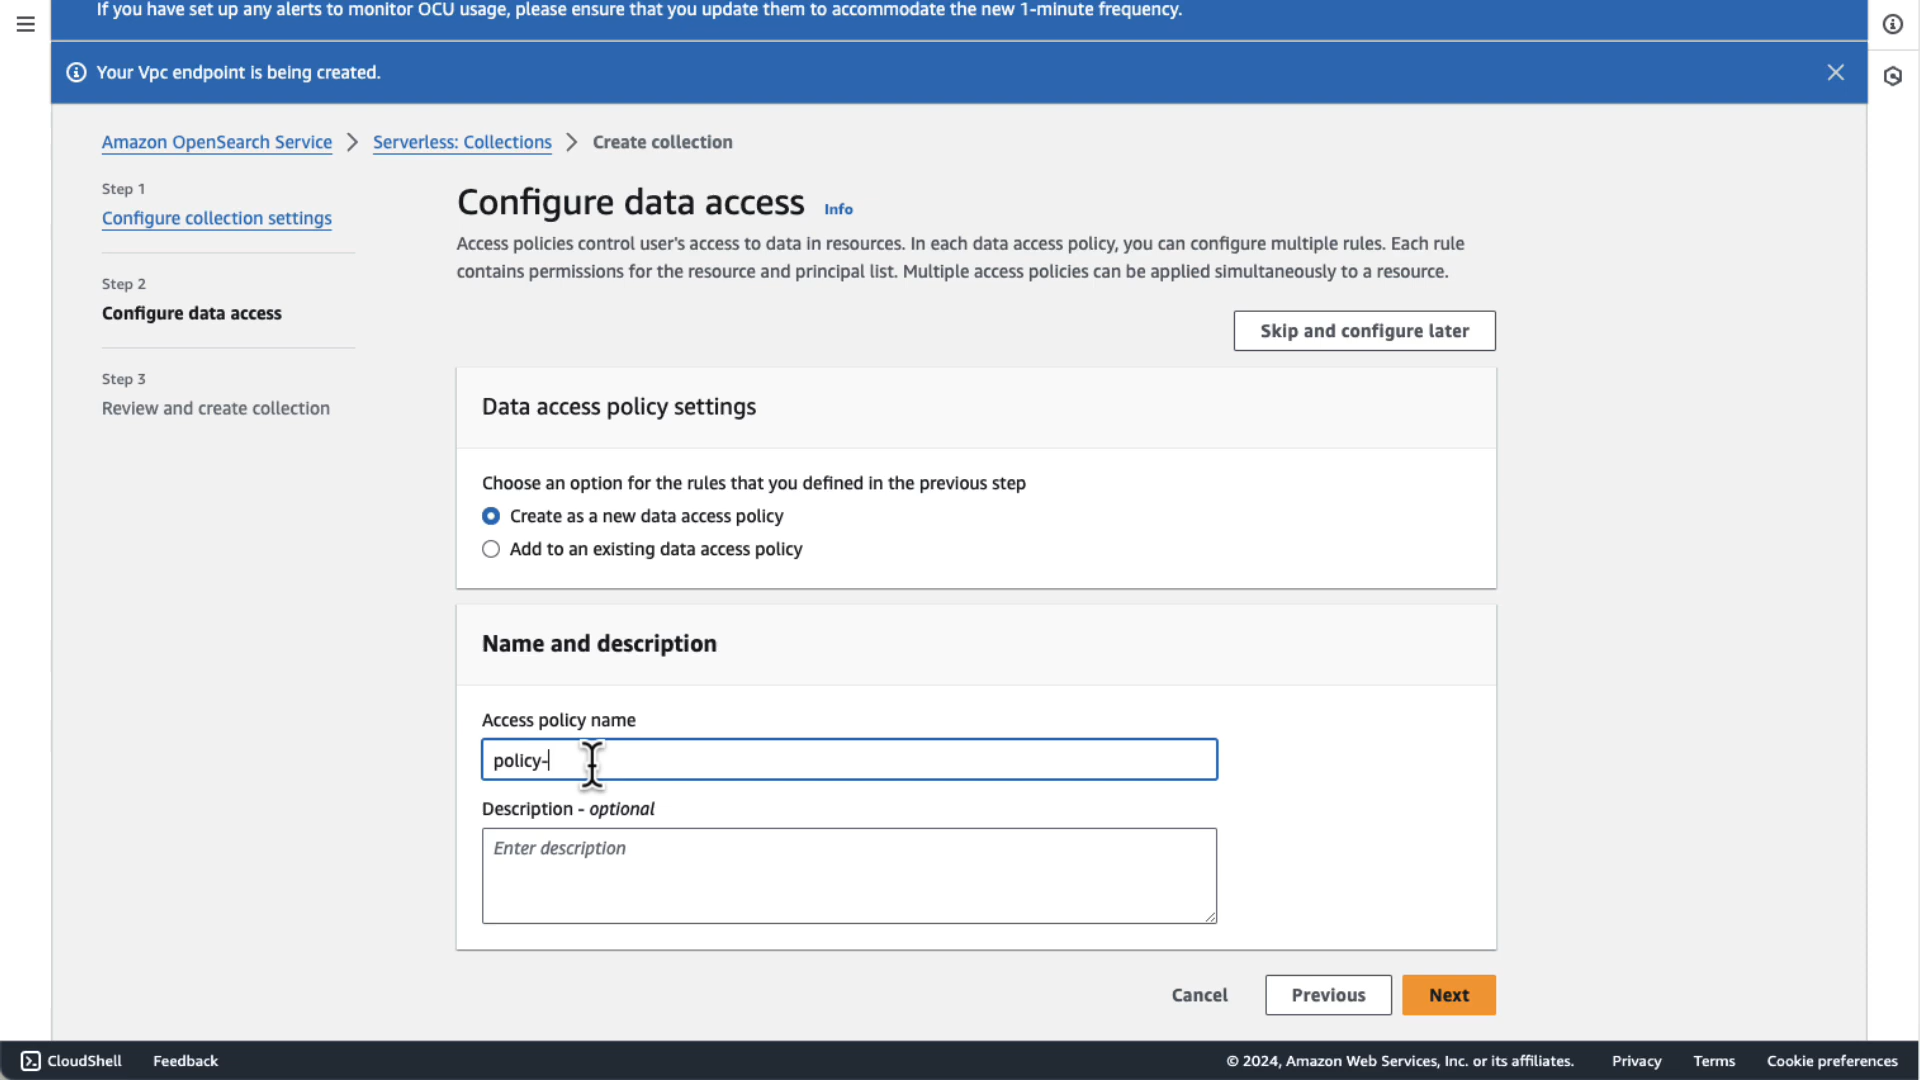 If you have set up any alerts to monitor OCU usage, please ensure that you update them to accommodate the new 1-minute frequency.
Your Vpc endpoint is being created.
Amazon OpenSearch Service > Serverless: Collections > Create collection
Step 1
Configure collection settings
Step 2
Configure data access
Step 3
Review and create collection
Configure data access Info
Access policies control user's access to data in resources. In each data access policy, you can configure multiple rules. Each rule
contains permissions for the resource and principal list. Multiple access policies can be applied simultaneously to a resource.
Skip and configure later
Data access policy settings
Choose an option for the rules that you defined in the previous step
Create as a new data access policy
Add to an existing data access policy
Name and description
Access policy name
policy-
Description - optional
Enter description
Cancel Previous Next
CloudShell Feedback © 2024, Amazon Web Services, Inc. or its affiliates. Privacy Terms Cookie preferences